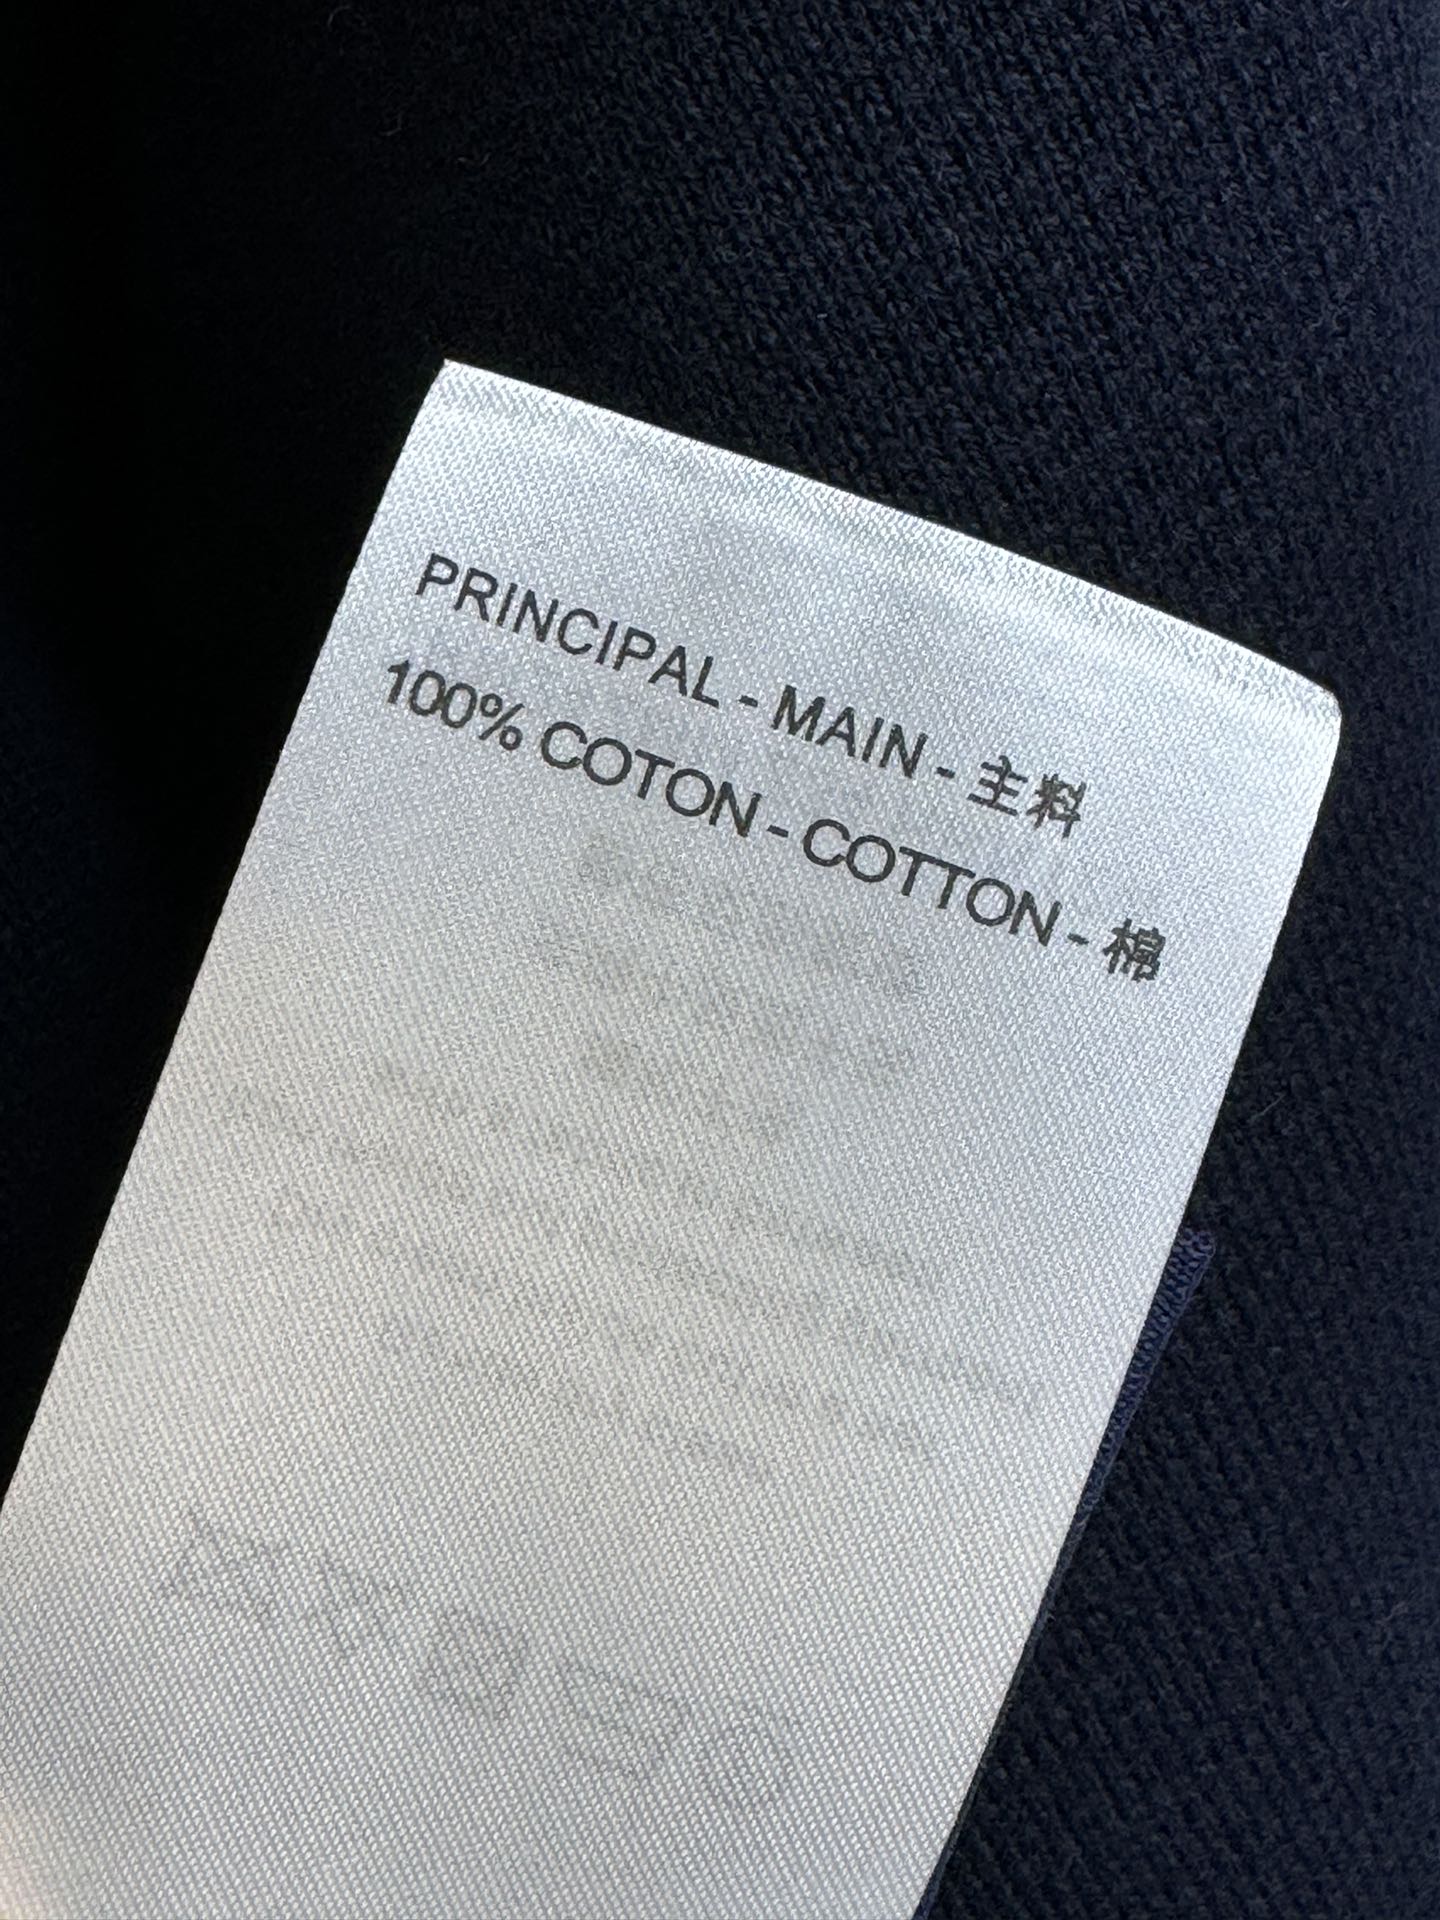 PRINCIPAL - MAIN - 主料
100% COTON - COTTON - 棉